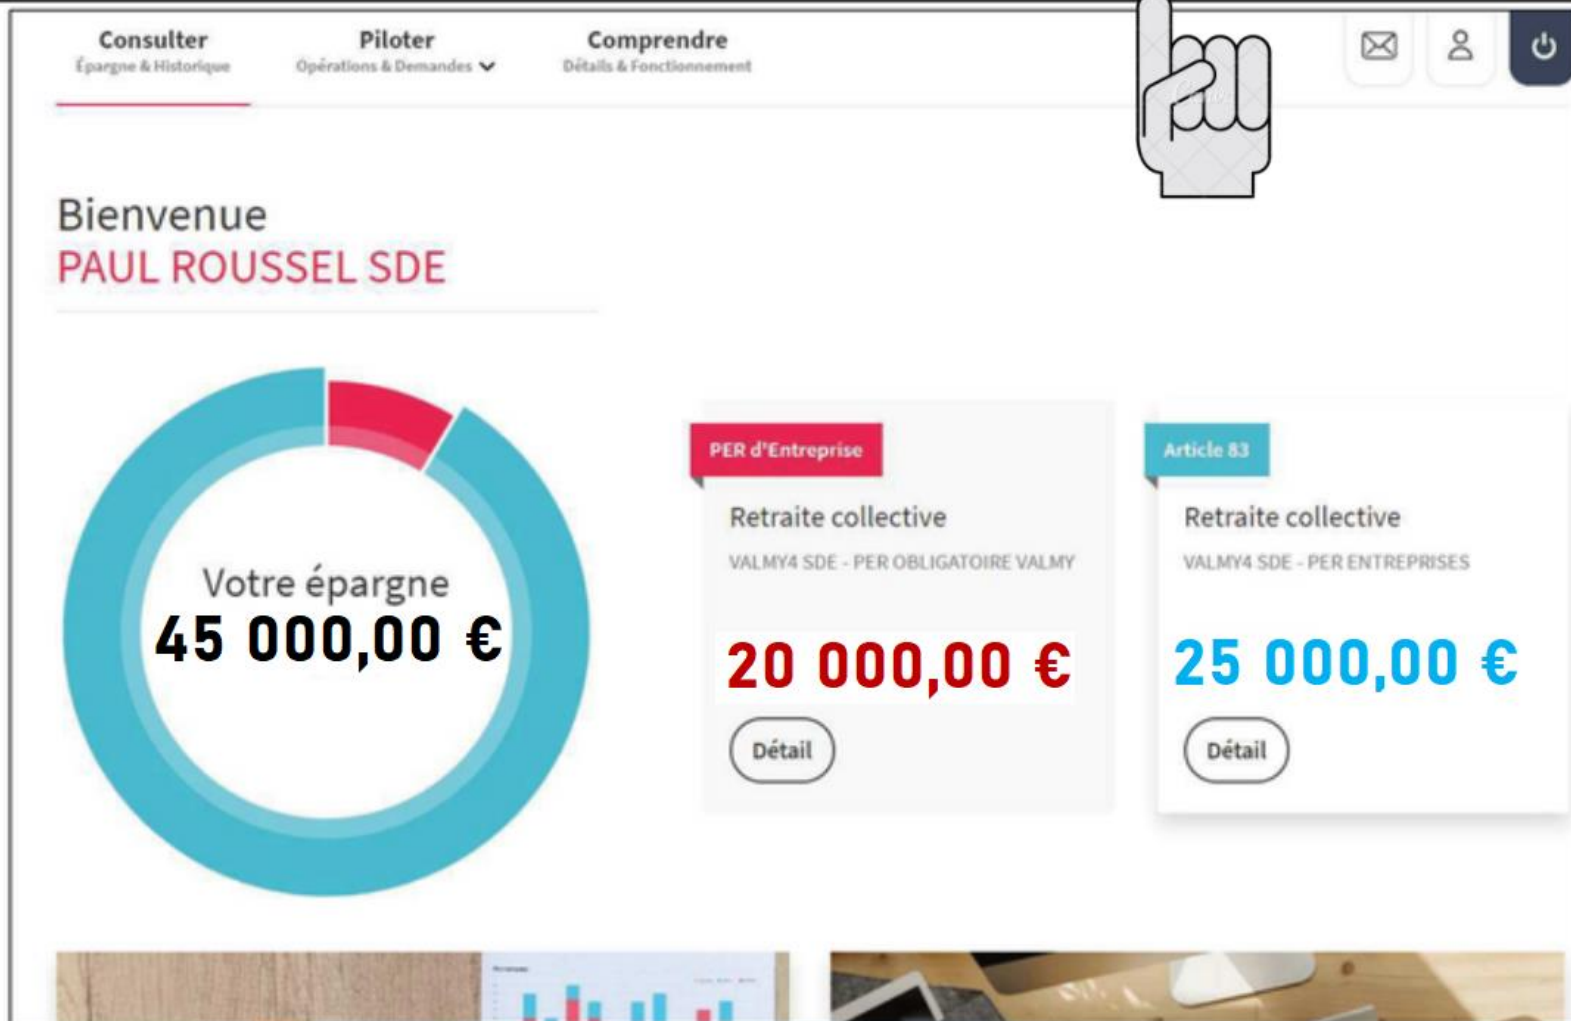 Consulter
Épargne & Historique
Piloter
Opérations & Demandes
Comprendre
Détails & Fonctionnement
Bienvenue
PAUL ROUSSEL SDE
Votre épargne
45 000,00 €
PER d'Entreprise
Retraite collective
VALMY4 SDE - PER OBLIGATOIRE VALMY
20 000,00 €
Détail
Article 83
Retraite collective
VALMY4 SDE - PER ENTREPRISES
25 000,00 €
Détail